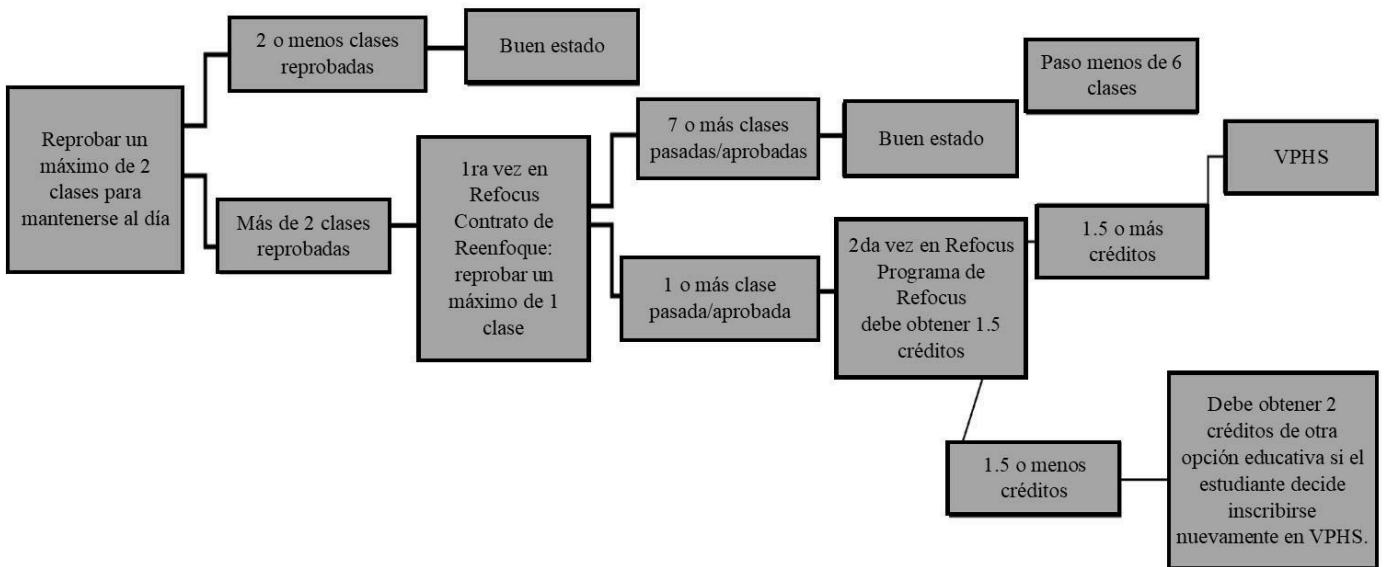 Reprobar un
máximo de 2
clases para
mantenerse al día
2 o menos clases
reprobadas
Buen estado
Más de 2 clases
reprobadas
1ra vez en
Refocus
Contrato de
Reenfoque:
reprobar un
máximo de 1
clase
7 o más clases
pasadas/aprobadas
Buen estado
Paso menos de 6
clases
1 o más clase
pasada/aprobada
2da vez en Refocus
Programa de
Refocus
debe obtener 1.5
créditos
1.5 o más
créditos
VPHS
1.5 o menos
créditos
Debe obtener 2
créditos de otra
opción educativa si el
estudiante decide
inscribirse
nuevamente en VPHS.